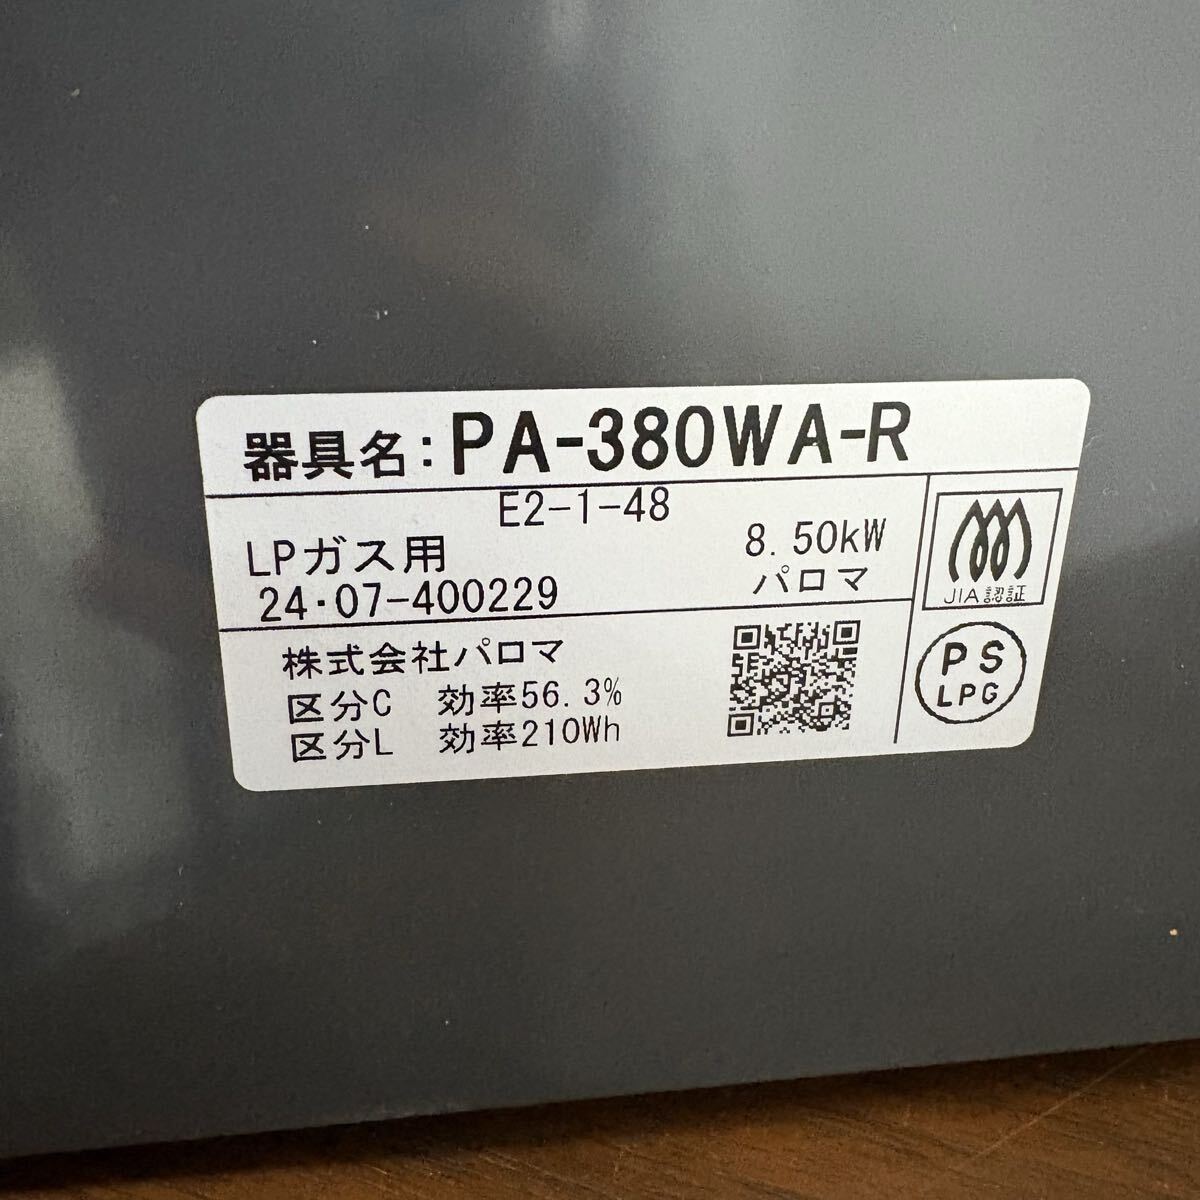 器具名:PA-380WA-R
E2-1-48
LPガス用 8.50kW
24・07-400229 パロマ
JIA認証
株式会社パロマ
区分C 効率56.3%
区分L 効率210Wh
PS
LPG